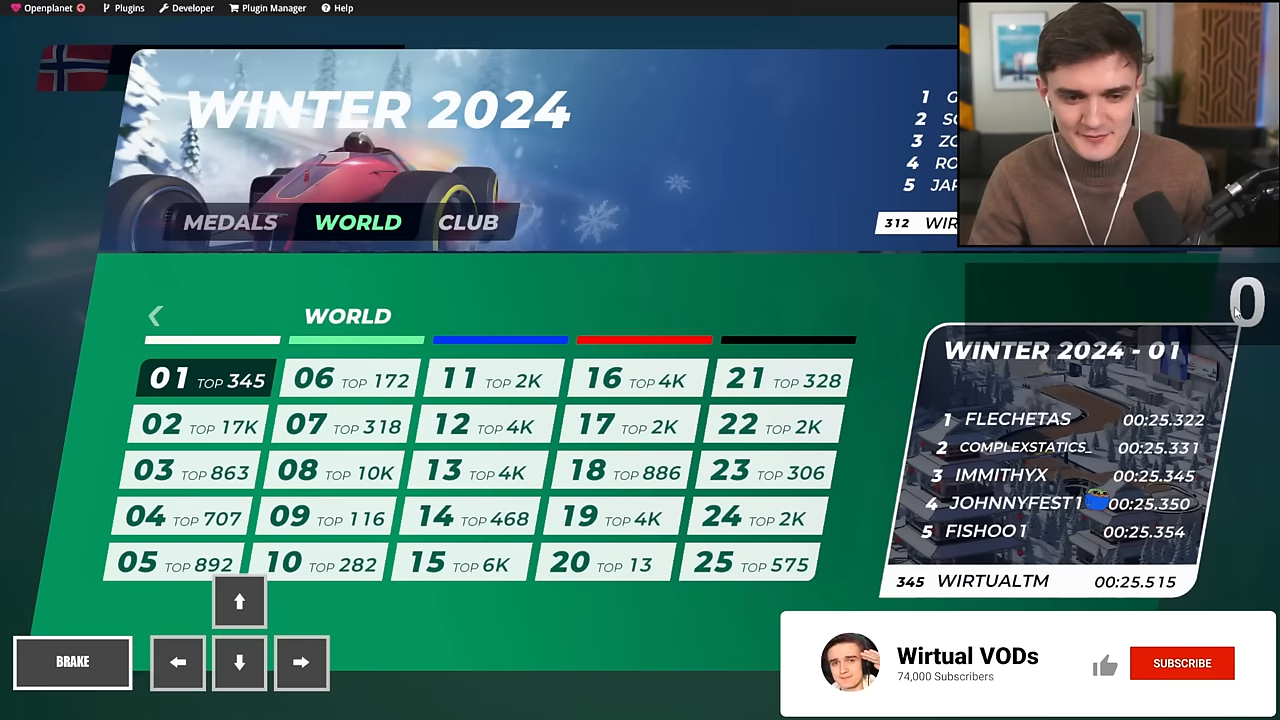 Openplanet
Plugins
Developer
Plugin Manager
Help
WINTER 2024
1 G
2 SC
3 ZO
4 RO
5 JAR
312 WIR
MEDALS
WORLD
CLUB
WORLD
0
01 TOP 345
06 TOP 172
11 TOP 2K
16 TOP 4K
21 TOP 328
02 TOP 17K
07 TOP 318
12 TOP 4K
17 TOP 2K
22 TOP 2K
03 TOP 863
08 TOP 10K
13 TOP 4K
18 TOP 886
23 TOP 306
04 TOP 707
09 TOP 116
14 TOP 468
19 TOP 4K
24 TOP 2K
05 TOP 892
10 TOP 282
15 TOP 6K
20 TOP 13
25 TOP 575
WINTER 2024 - 01
1 FLECHETAS 00:25.322
2 COMPLEXSTATICS_ 00:25.331
3 IMMITHYX 00:25.345
4 JOHNNYFEST1 00:25.350
5 FISHOO1 00:25.354
345 WIRTUALTM 00:25.515
BRAKE
Wirtual VODs
74,000 Subscribers
SUBSCRIBE